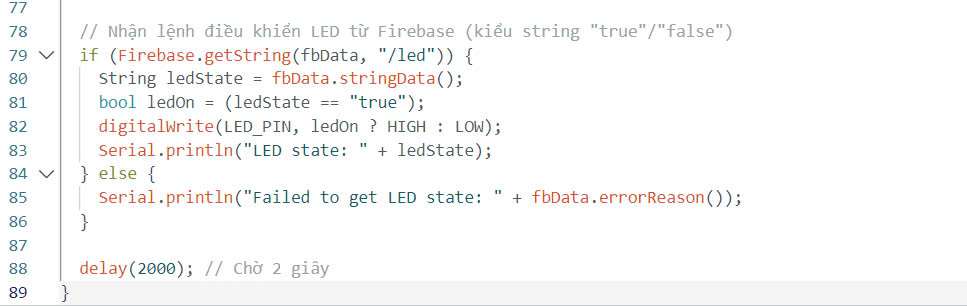 77
78 // Nhận lệnh điều khiển LED từ Firebase (kiểu string "true"/"false")
79 if (Firebase.getString(fbData, "/led")) {
80 String ledState = fbData.stringData();
81 bool ledOn = (ledState == "true");
82 digitalWrite(LED_PIN, ledOn ? HIGH : LOW);
83 Serial.println("LED state: " + ledState);
84 } else {
85 Serial.println("Failed to get LED state: " + fbData.errorReason());
86 }
87
88 delay(2000); // Chờ 2 giây
89 }